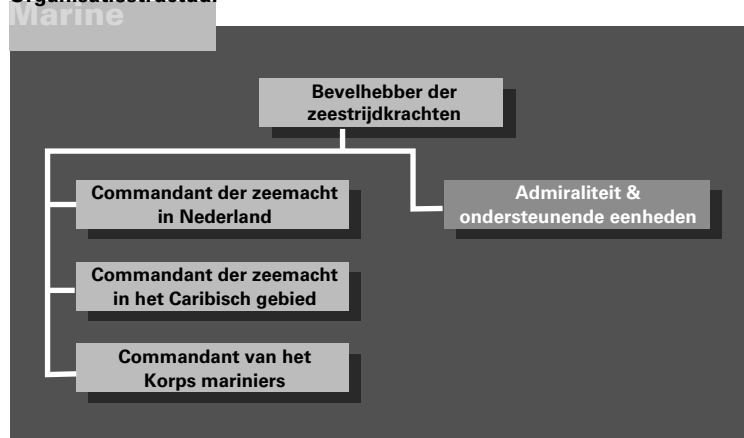 Organisatiestructuur
Marine
Bevelhebber der
zeestrijdkrachten
Commandant der zeemacht
in Nederland
Admiraliteit &
ondersteunende eenheden
Commandant der zeemacht
in het Caribisch gebied
Commandant van het
Korps mariniers